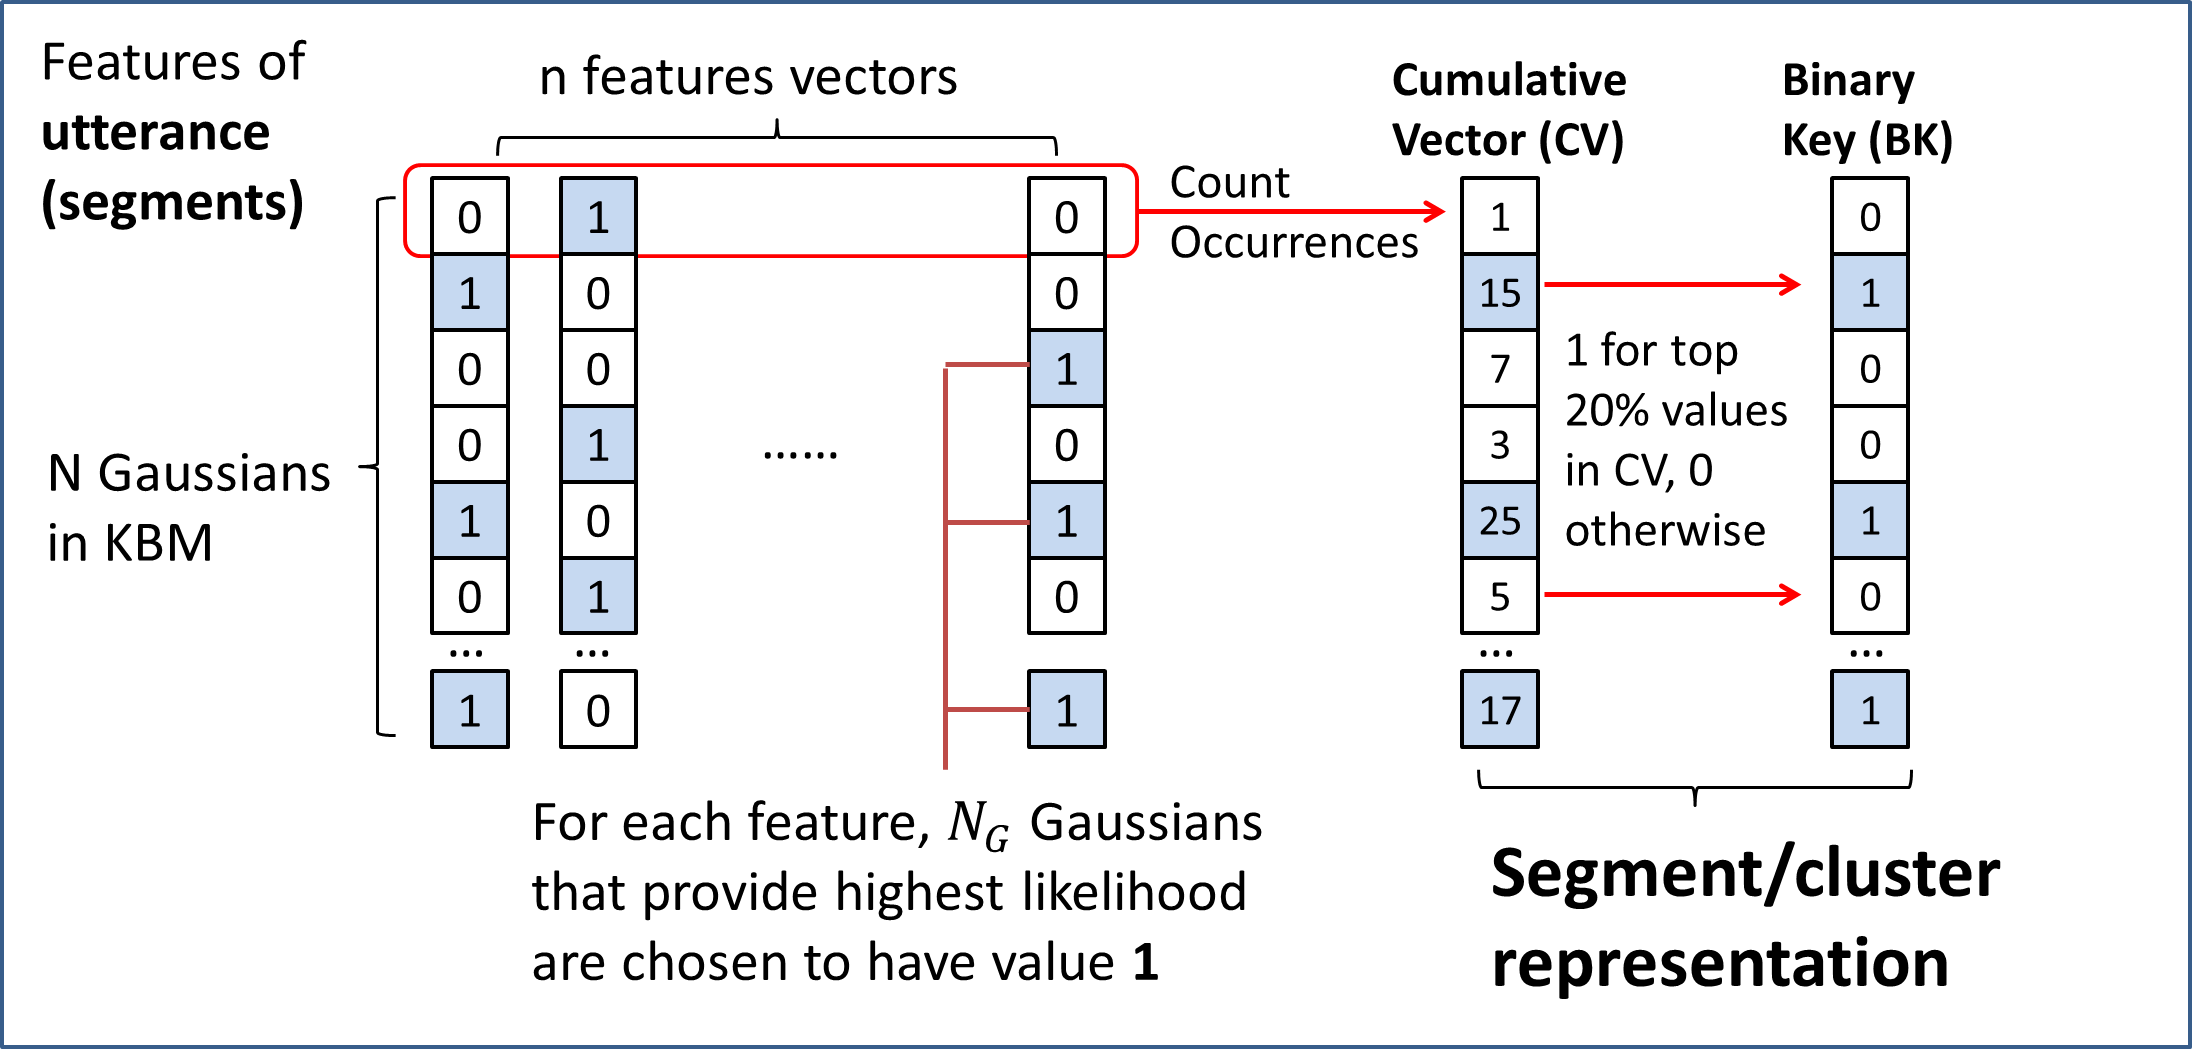 Features of
utterance
(segments)
n features vectors
Cumulative
Vector (CV)
Binary
Key (BK)
N Gaussians
in KBM
0
1
0
0
1
0
...
1
1
0
0
1
0
1
...
0
......
0
0
1
0
1
0
1
Count
Occurrences
1
15
7
3
25
5
...
17
1 for top
20% values
in CV, 0
otherwise
0
1
0
0
1
0
...
1
For each feature, N_G Gaussians
that provide highest likelihood
are chosen to have value 1
Segment/cluster
representation